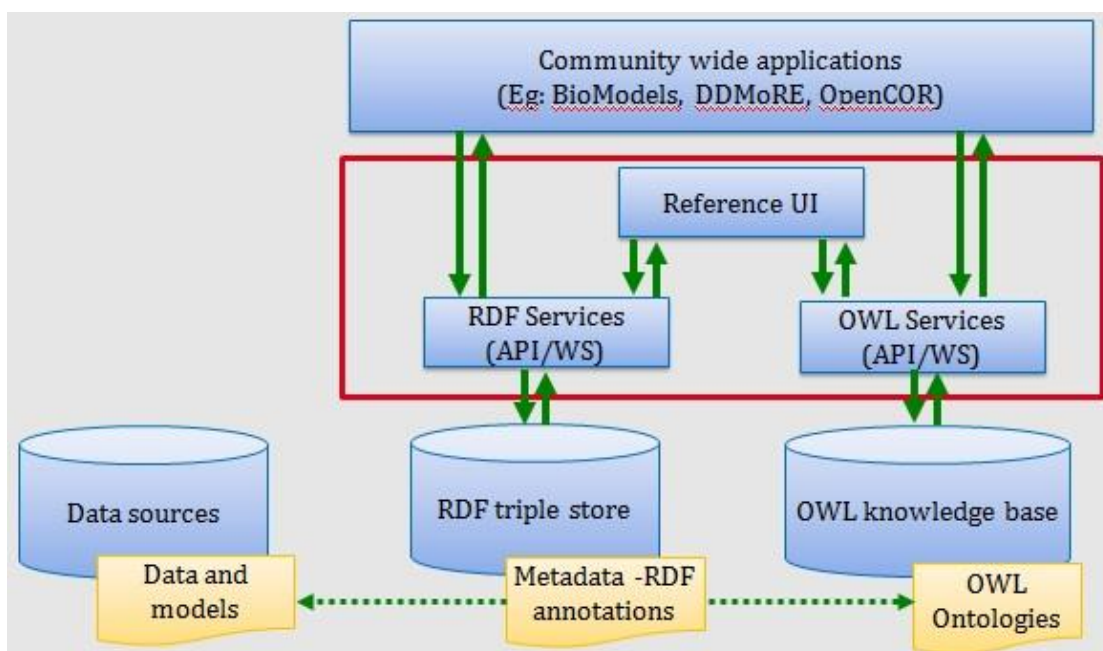 Community wide applications
(Eg: BioModels, DDMoRE, OpenCOR)
Reference UI
RDF Services
(API/WS)
OWL Services
(API/WS)
Data sources
RDF triple store
OWL knowledge base
Data and
models
Metadata -RDF
annotations
OWL
Ontologies